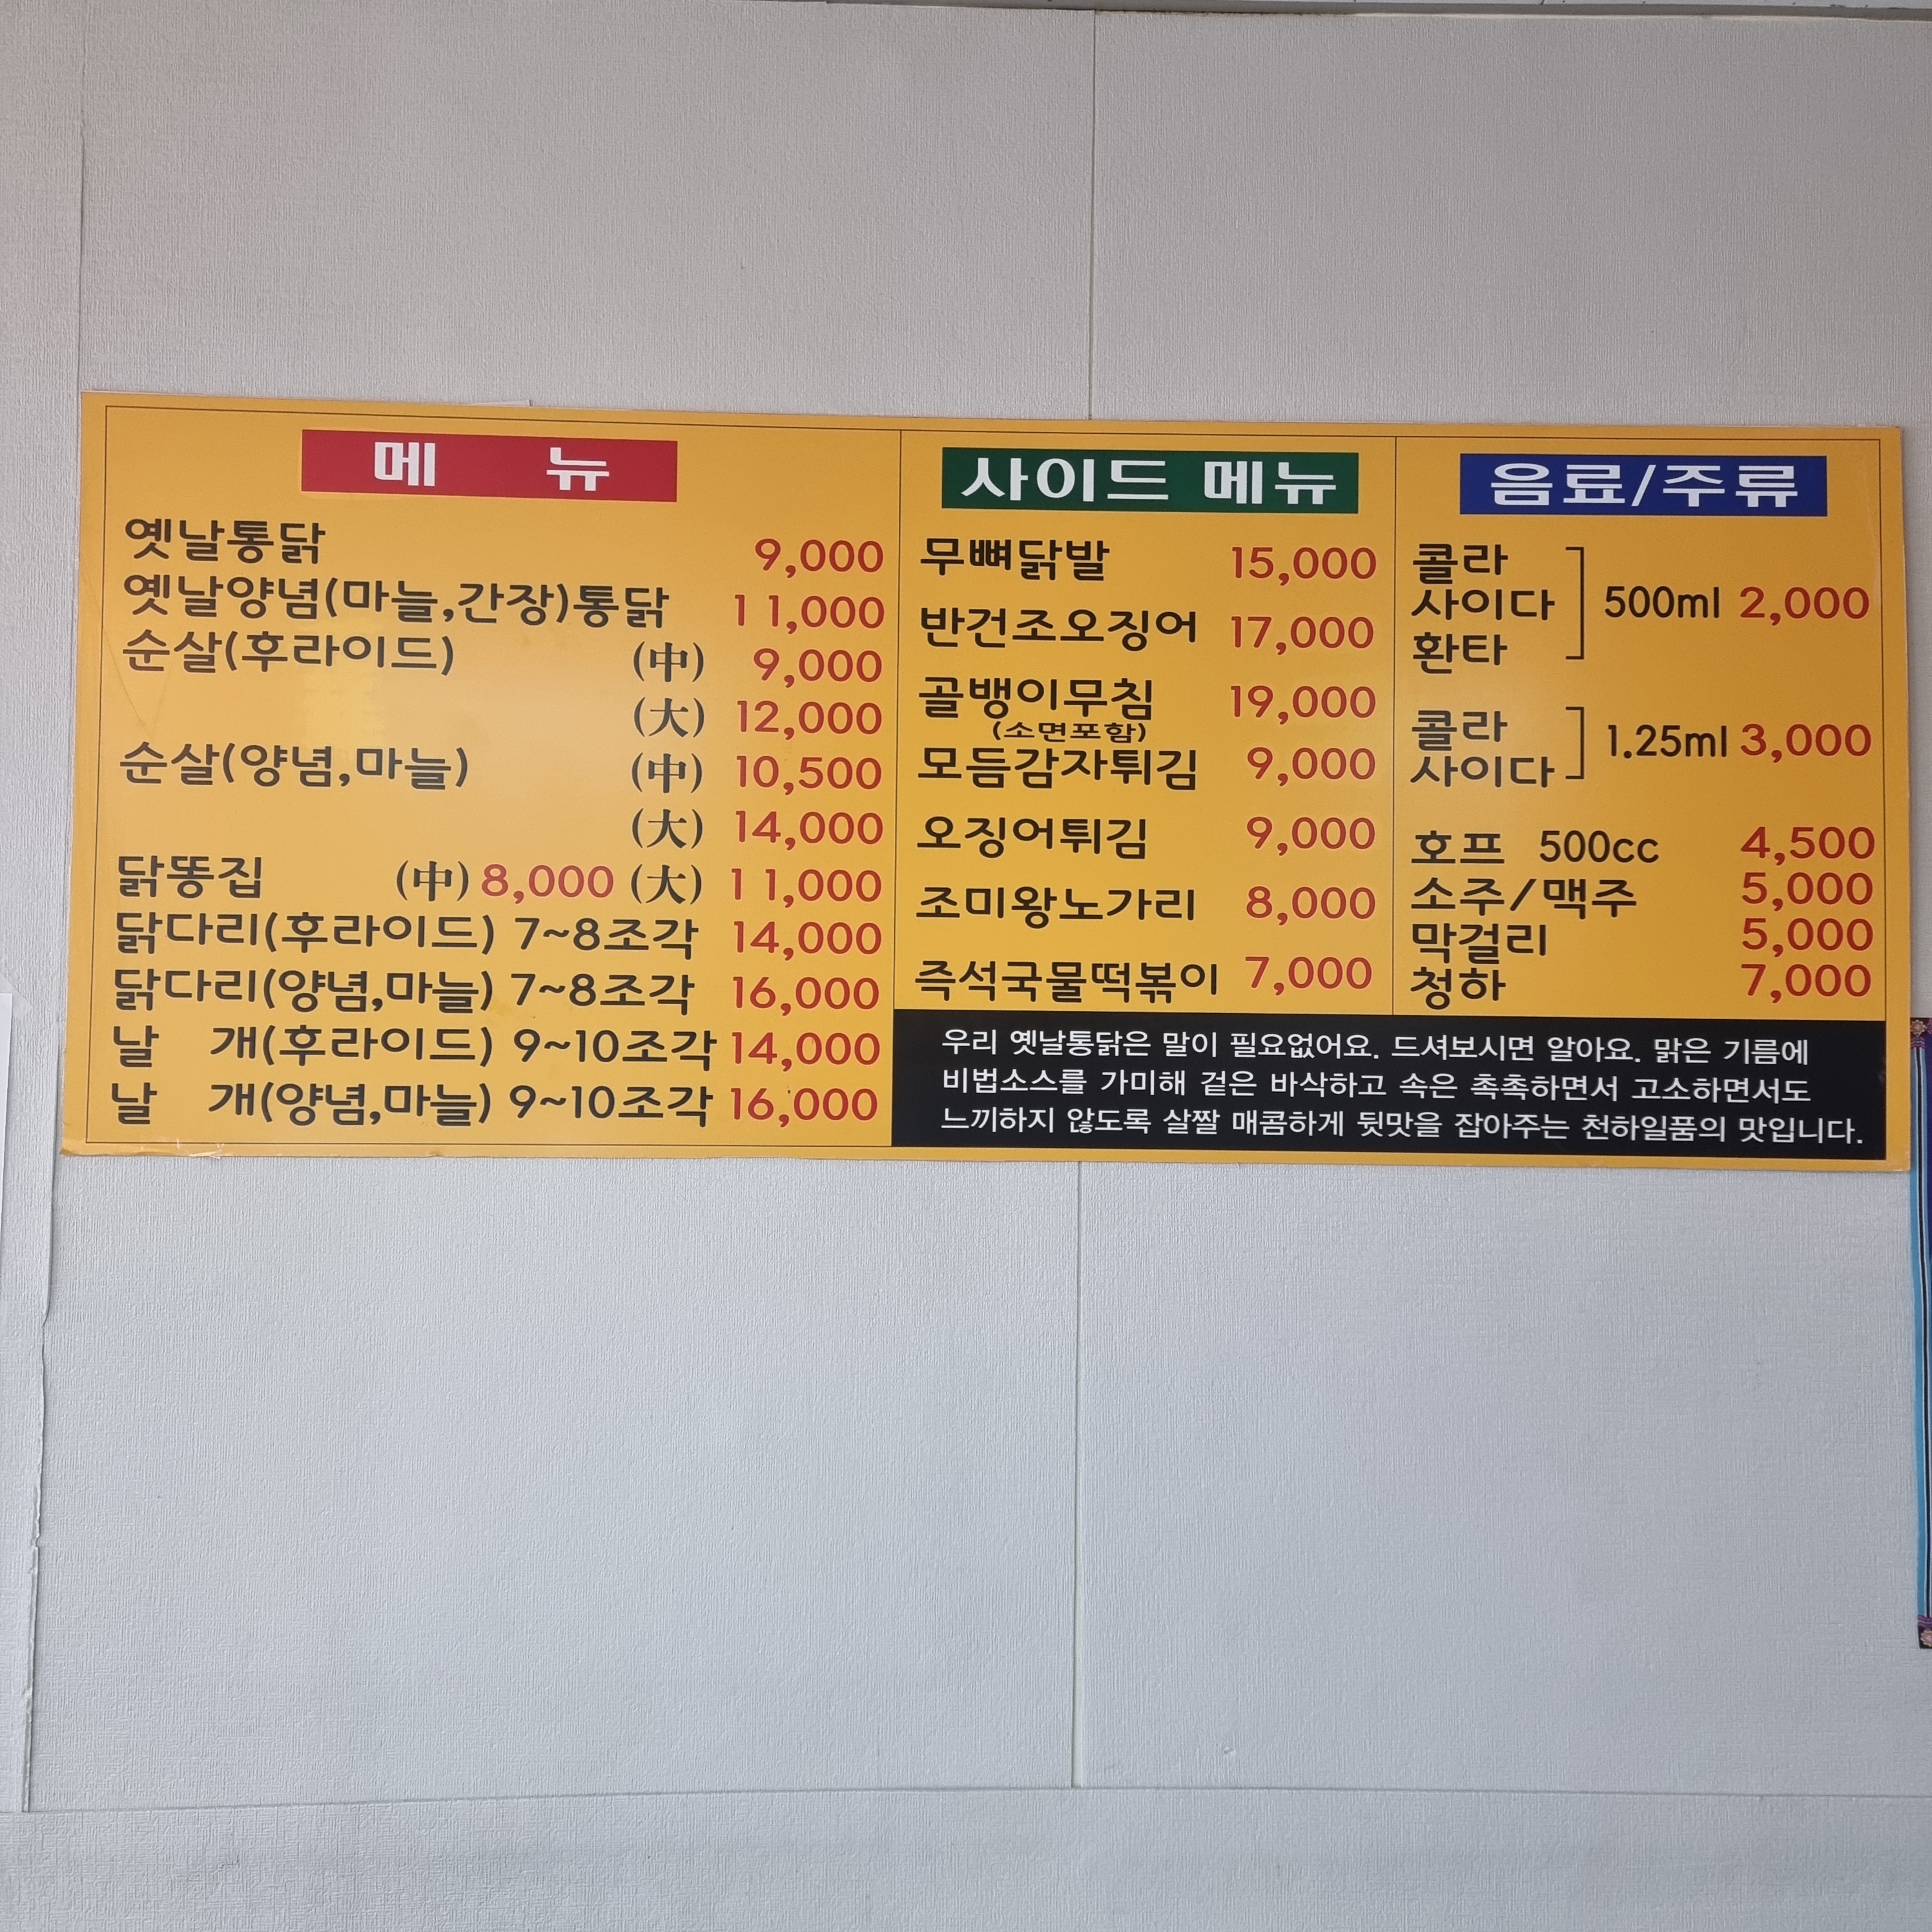 메 뉴
옛날통닭 9,000
옛날양념(마늘,간장)통닭 11,000
순살(후라이드) (中) 9,000
(大) 12,000
순살(양념,마늘) (中) 10,500
(大) 14,000
닭똥집 (中) 8,000 (大) 11,000
닭다리(후라이드) 7~8조각 14,000
닭다리(양념,마늘) 7~8조각 16,000
날 개(후라이드) 9~10조각 14,000
날 개(양념,마늘) 9~10조각 16,000
사이드 메뉴
무뼈닭발 15,000
반건조오징어 17,000
골뱅이무침 19,000
(소면포함)
모듬감자튀김 9,000
오징어튀김 9,000
조미왕노가리 8,000
즉석국물떡볶이 7,000
음료/주류
콜라
사이다 500ml 2,000
환타
콜라
사이다 1.25ml 3,000
호프 500cc 4,500
소주/맥주 5,000
막걸리 5,000
청하 7,000
우리 옛날통닭은 말이 필요없어요. 드셔보시면 알아요. 맑은 기름에
비법소스를 가미해 겉은 바삭하고 속은 촉촉하면서 고소하면서도
느끼하지 않도록 살짝 매콤하게 뒷맛을 잡아주는 천하일품의 맛입니다.